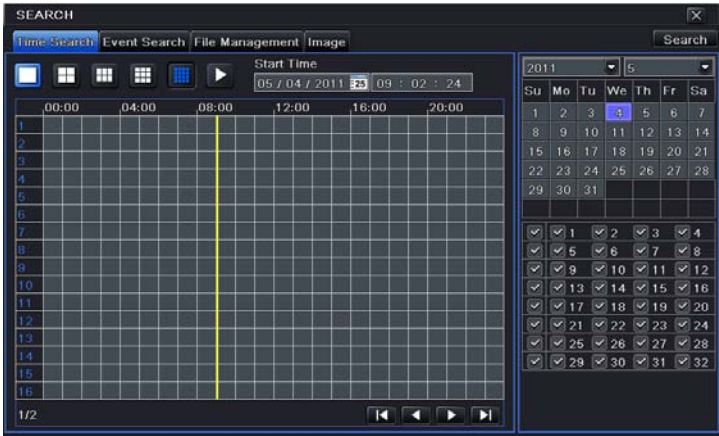 SEARCH
Time Search Event Search File Management Image Search
Start Time
05 / 04 / 2011 25 09 : 02 : 24
2011 5
Su Mo Tu We Th Fr Sa
1 2 3 4 5 6 7
8 9 10 11 12 13 14
15 16 17 18 19 20 21
22 23 24 25 26 27 28
29 30 31
,00:00 ,04:00 ,08:00 ,12:00 ,16:00 ,20:00
1
2
3
4
5
6
7
8
9
10
11
12
13
14
15
16
1/2
1 2 3 4
5 6 7 8
9 10 11 12
13 14 15 16
17 18 19 20
21 22 23 24
25 26 27 28
29 30 31 32